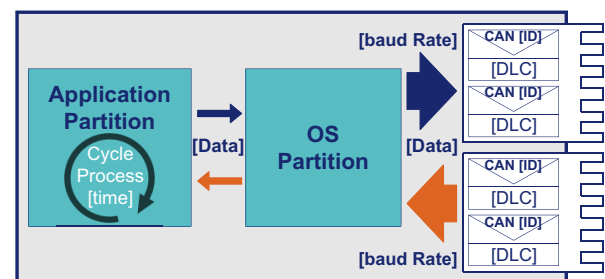 [baud Rate]
CAN [ID]
[DLC]
CAN [ID]
[DLC]
Application
Partition
Cycle
Process
[time]
[Data]
OS
Partition
[Data]
CAN [ID]
[DLC]
CAN [ID]
[DLC]
[baud Rate]